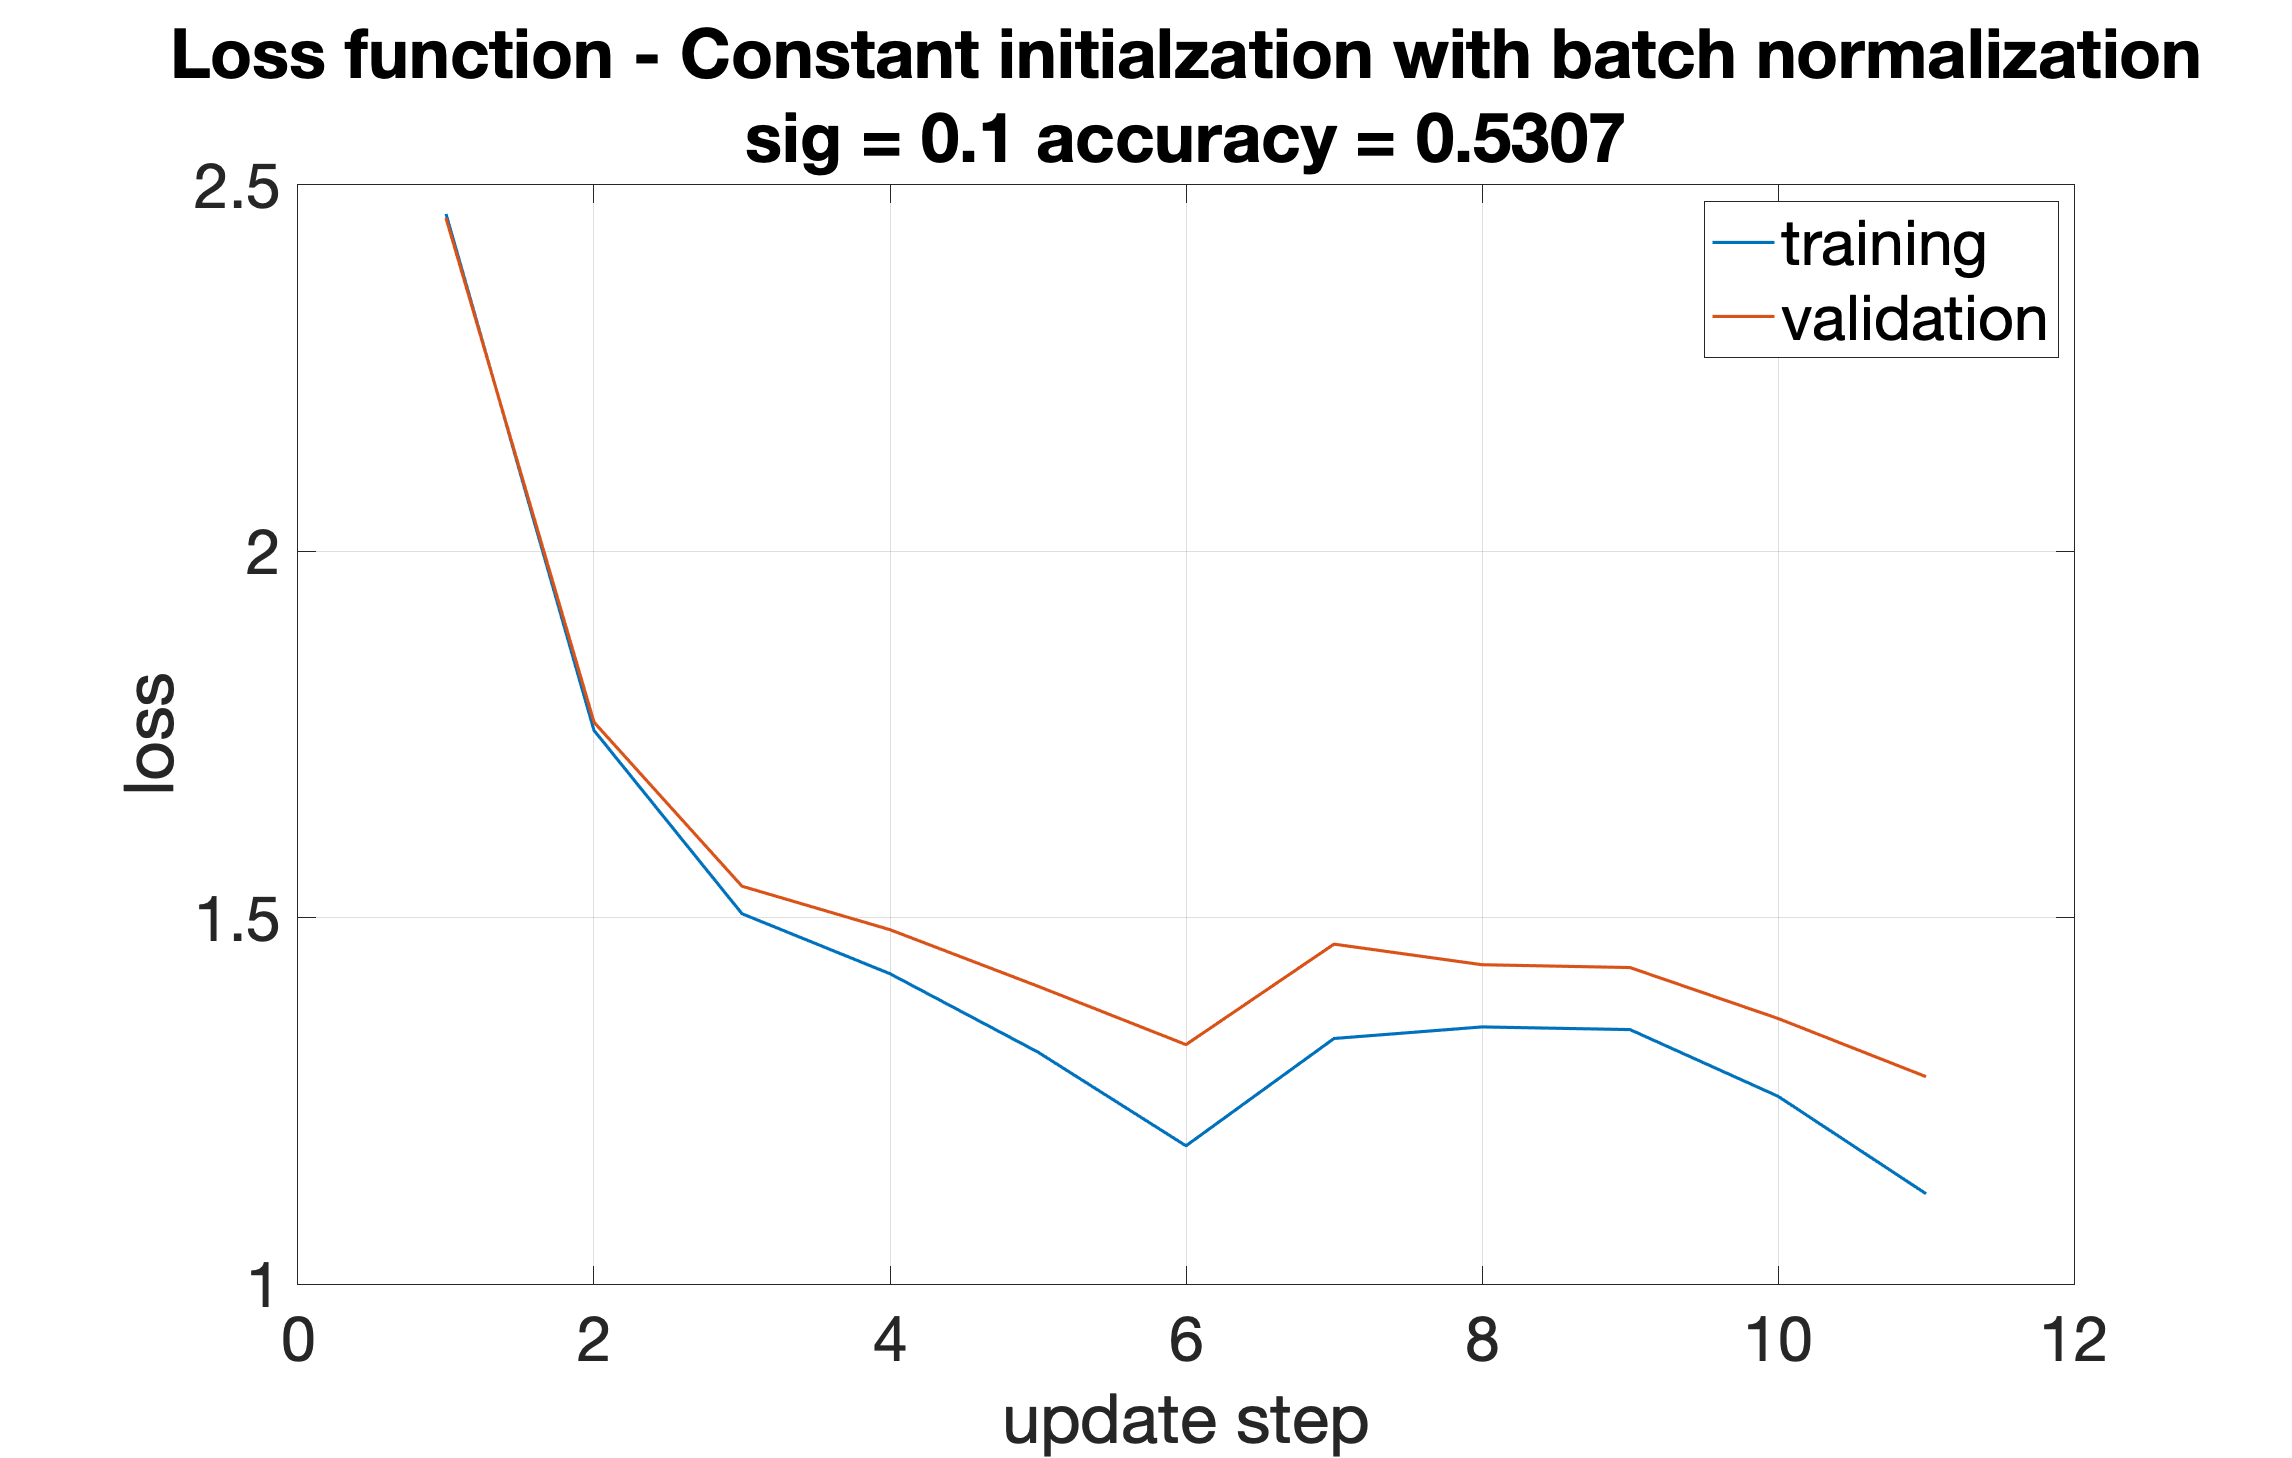 Loss function - Constant initialzation with batch normalization
sig = 0.1 accuracy = 0.5307
training
validation
2.5
2
1.5
1
loss
0 2 4 6 8 10 12
update step